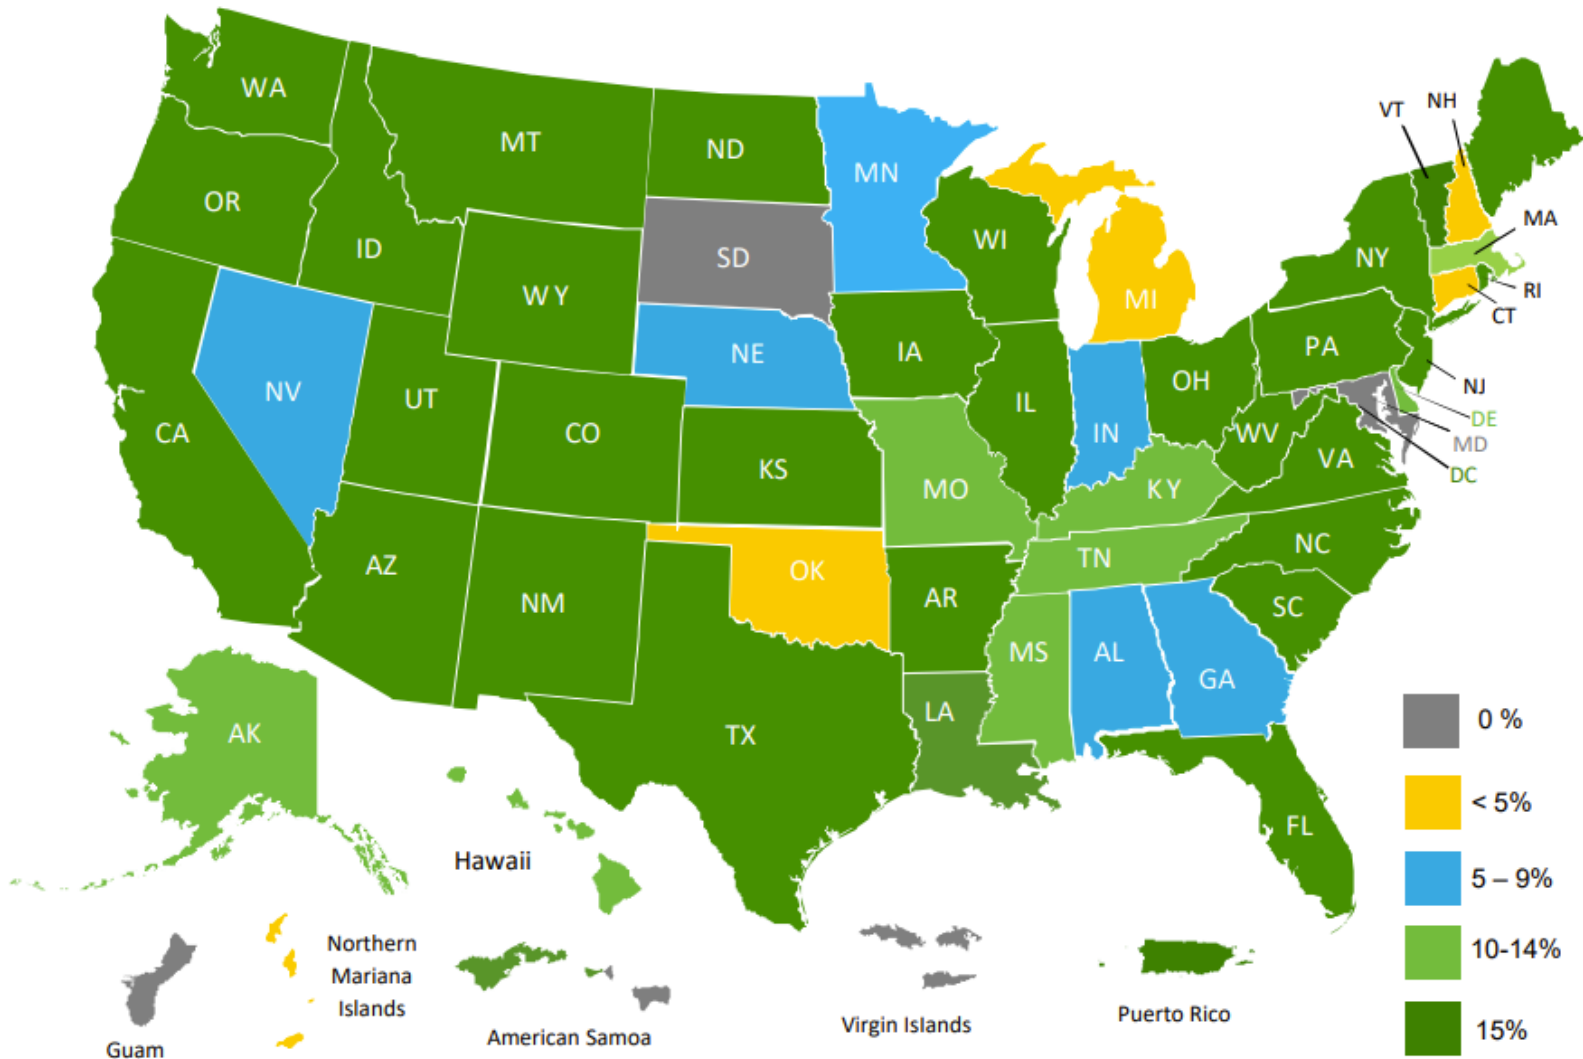 WA
MT
ND
MN
VT
NH
OR
ID
SD
WI
MI
NY
MA
RI
CT
WY
NV
UT
NE
IA
PA
NJ
CA
CO
IL
IN
OH
DE
MD
DC
KS
MO
KY
WV
VA
AZ
NM
OK
AR
TN
NC
SC
MS
AL
GA
LA
TX
FL
AK
Hawaii
0 %
< 5%
5 – 9%
10-14%
15%
Guam
Northern
Mariana
Islands
American Samoa
Virgin Islands
Puerto Rico